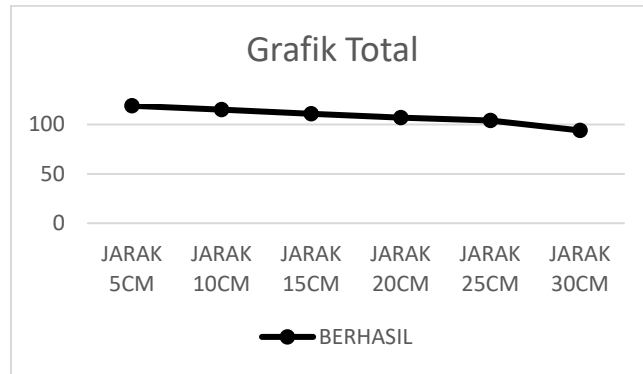 Grafik Total
100
50
0
JARAK 5CM
JARAK 10CM
JARAK 15CM
JARAK 20CM
JARAK 25CM
JARAK 30CM
BERHASIL